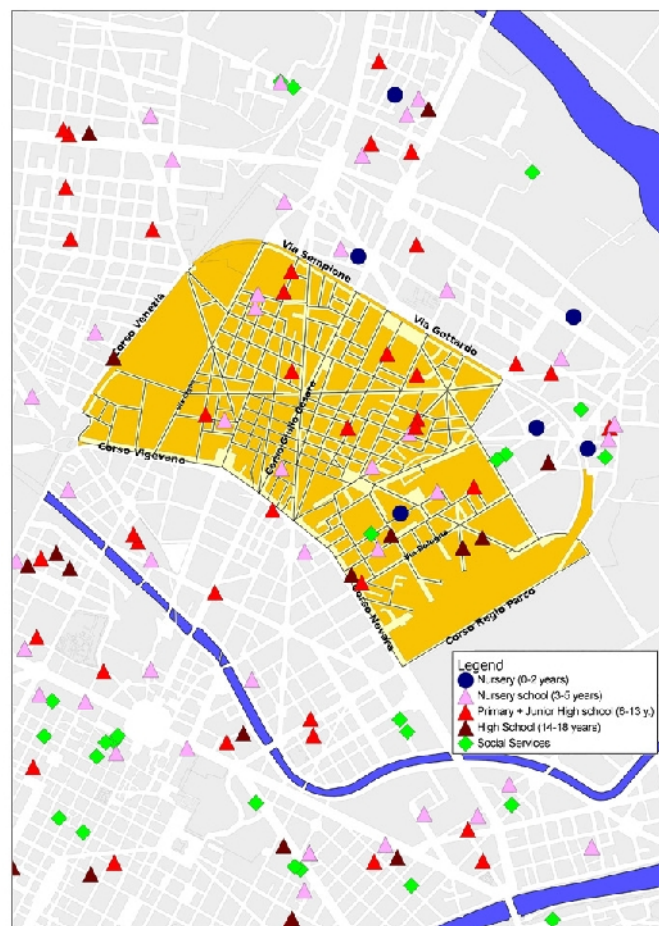 Via Sempione
Via Gottardo
Corso Venezia
Corso Giulio Cesare
Corso Vigevano
Via Bologna
Corso Novara
Corso Regio Parco
Legend
Nursery (0-2 years)
Nursery school (3-5 years)
Primary + Junior High school (6-13 y.)
High School (14-18 years)
Social Services